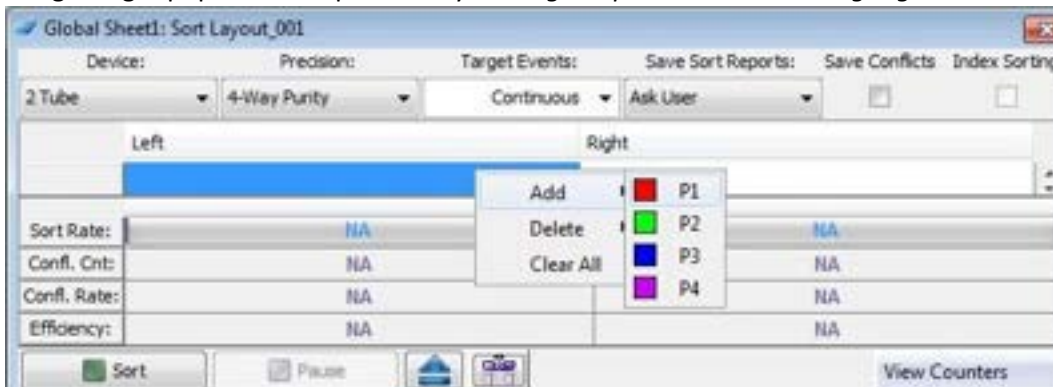 Global Sheet1: Sort Layout_001
Device: Precision: Target Events: Save Sort Reports: Save Conflicts Index Sorting
2 Tube 4-Way Purity Continuous Ask User
Left Right
Add P1
Delete P2
Clear All P3
P4
Sort Rate: NA NA
Confl. Cnt: NA NA
Confl. Rate: NA NA
Efficiency: NA NA
Sort Pause View Counters